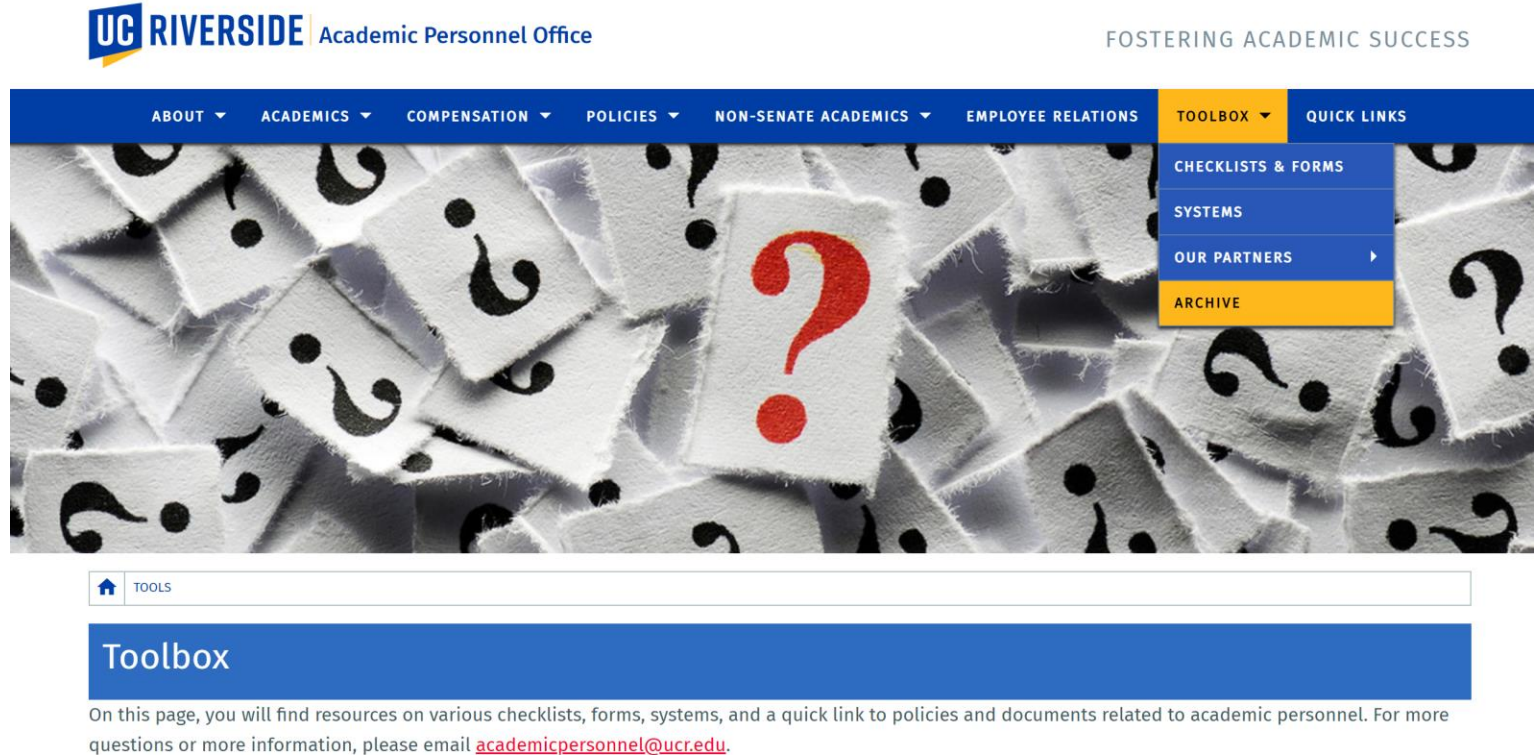 UC RIVERSIDE Academic Personnel Office
FOSTERING ACADEMIC SUCCESS
ABOUT ACADEMICS COMPENSATION POLICIES NON-SENATE ACADEMICS EMPLOYEE RELATIONS TOOLBOX QUICK LINKS
CHECKLISTS & FORMS
SYSTEMS
OUR PARTNERS
ARCHIVE
?
TOOLS
Toolbox
On this page, you will find resources on various checklists, forms, systems, and a quick link to policies and documents related to academic personnel. For more
questions or more information, please email academicpersonnel@ucr.edu.